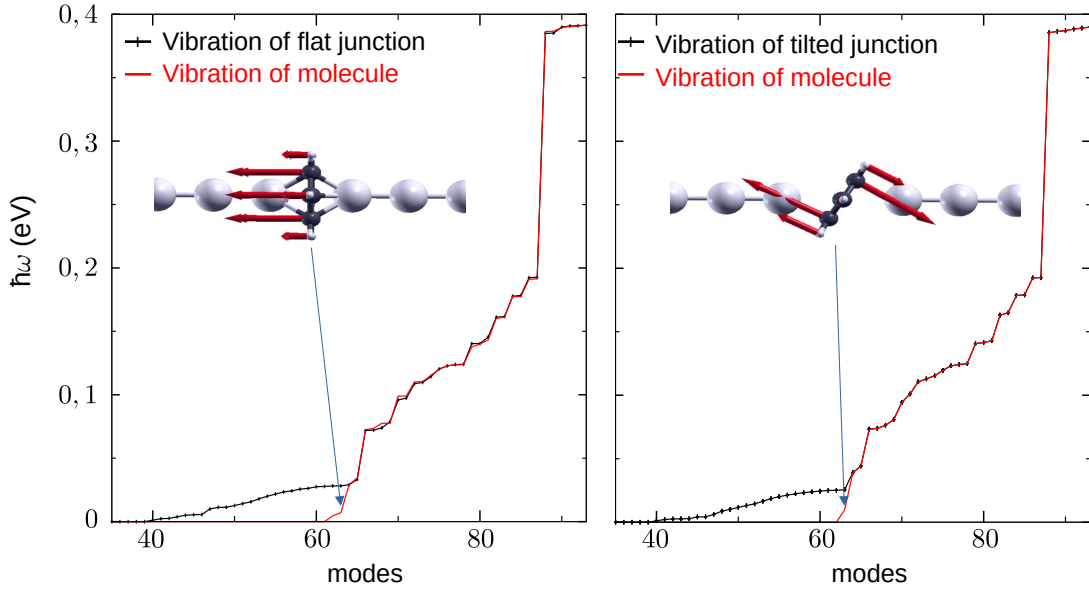 ħω (eV)
0,4
0,3
0,2
0,1
0
Vibration of flat junction
Vibration of molecule
40
60
80
modes
Vibration of tilted junction
Vibration of molecule
40
60
80
modes